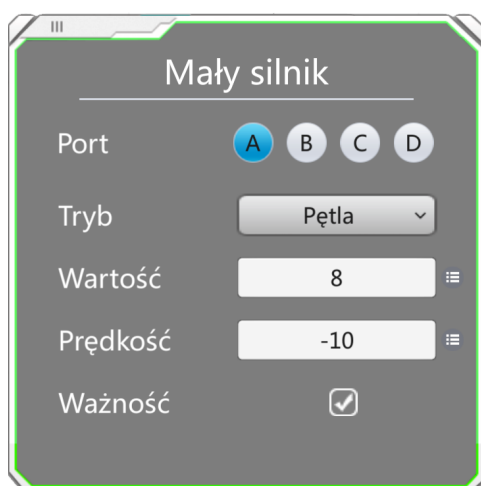 Mały silnik
Port A B C D
Tryb Pętla
Wartość 8
Prędkość -10
Ważność